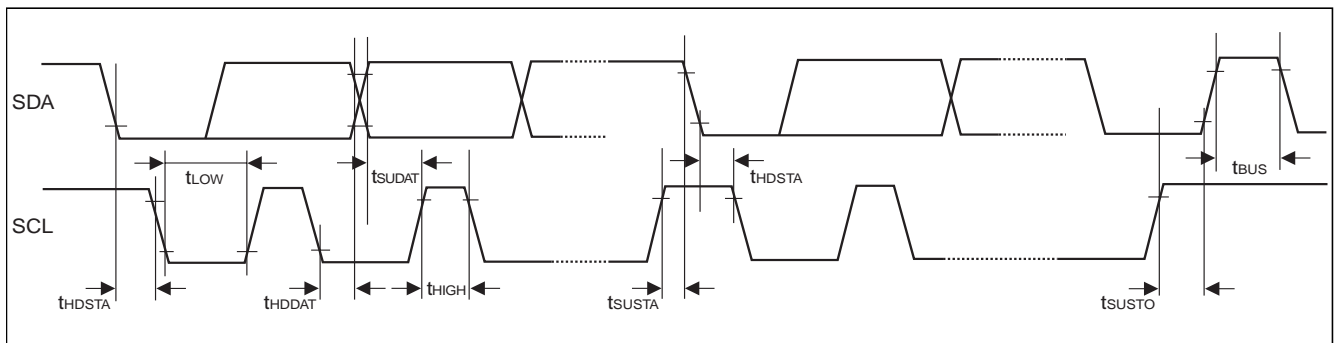 SDA
tLOW
tSUDAT
tHDSTA
tBUS
SCL
tHDSTA
tHDDAT
tHIGH
tSUSTA
tSUSTO